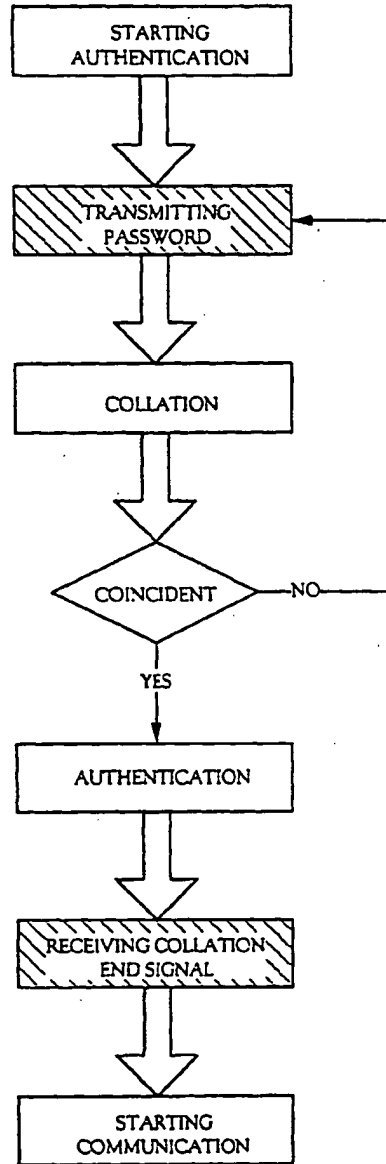 STARTING
AUTHENTICATION
TRANSMITTING
PASSWORD
COLLATION
COINCIDENT
NO
YES
AUTHENTICATION
RECEIVING COLLATION
END SIGNAL
STARTING
COMMUNICATION